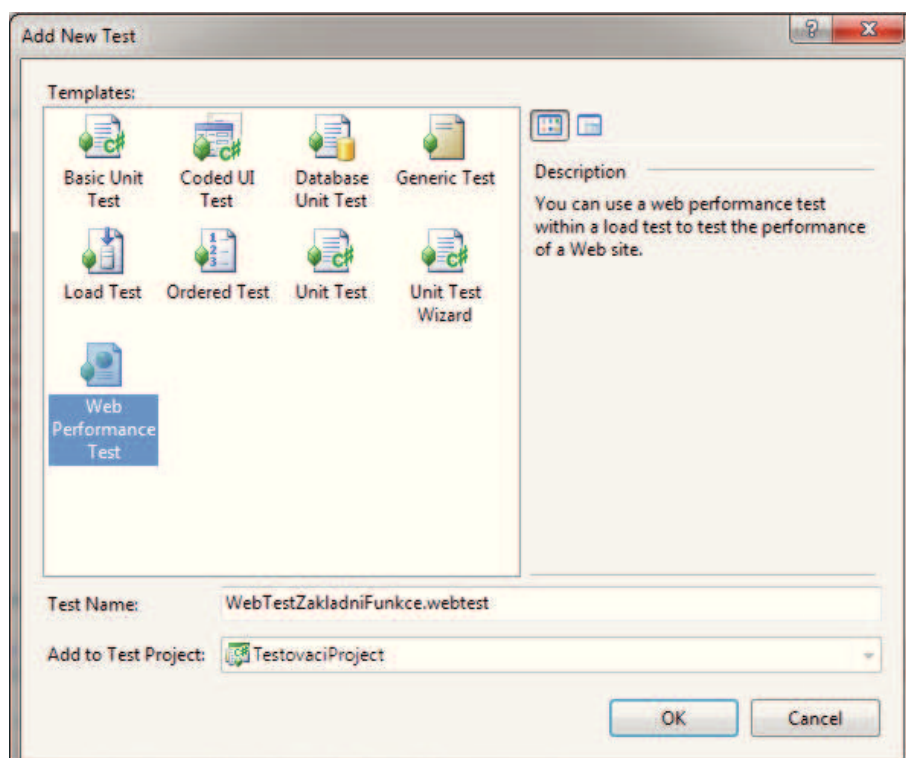 Add New Test
Templates:
Basic Unit Test
Coded UI Test
Database Unit Test
Generic Test
Load Test
Ordered Test
Unit Test
Unit Test Wizard
Web Performance Test
Description
You can use a web performance test
within a load test to test the performance
of a Web site.
Test Name:
WebTestZakladniFunkce.webtest
Add to Test Project:
TestovaciProject
OK
Cancel